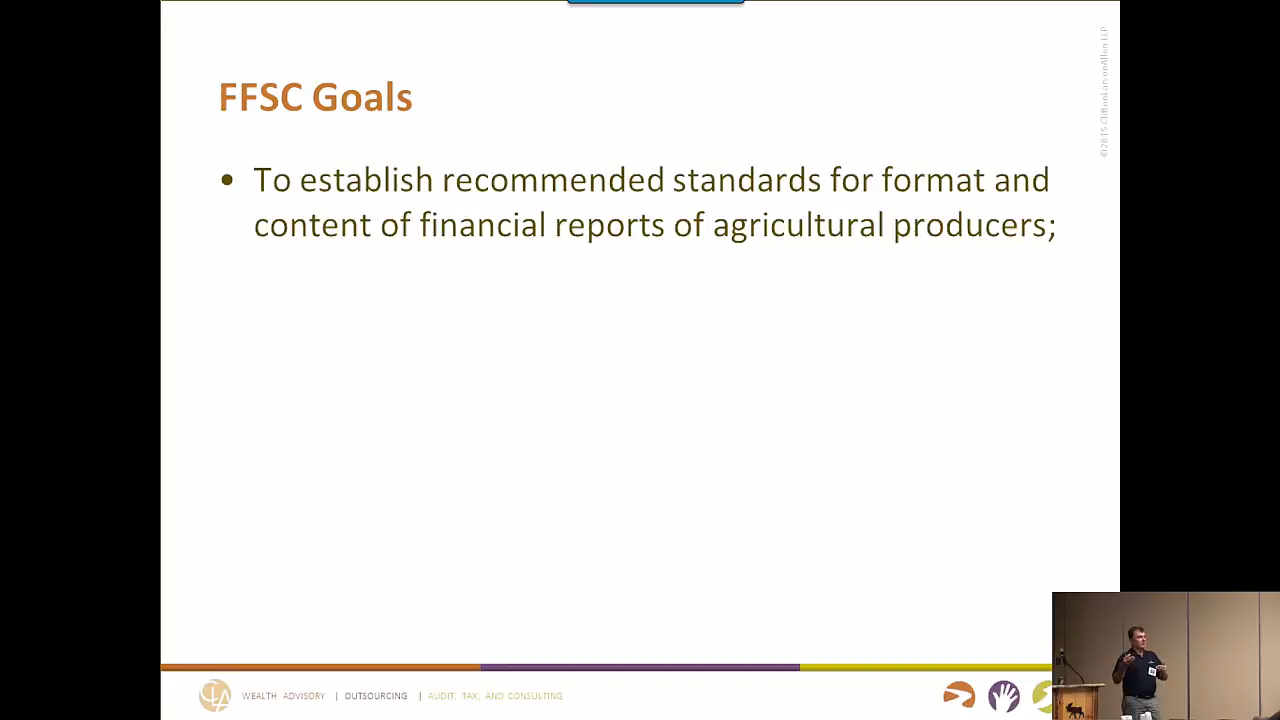 FFSC Goals
• To establish recommended standards for format and
content of financial reports of agricultural producers;
©2015 CliftonLarsonAllen LLP
CLA
WEALTH ADVISORY | OUTSOURCING | AUDIT, TAX, AND CONSULTING